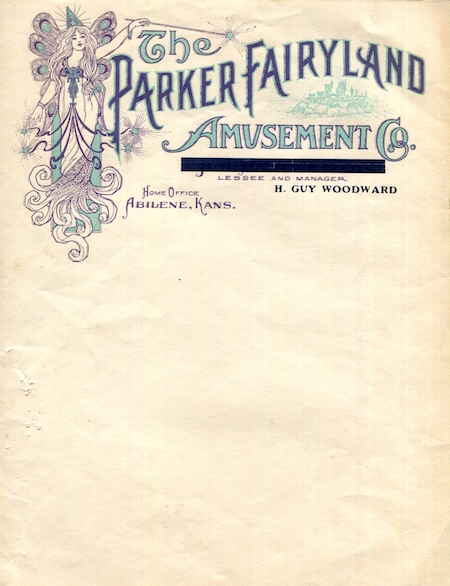 The
PARKER FAIRYLAND
AMUSEMENT CO.
LESSEE AND MANAGER
H. GUY WOODWARD
HOME OFFICE
ABILENE, KANS.